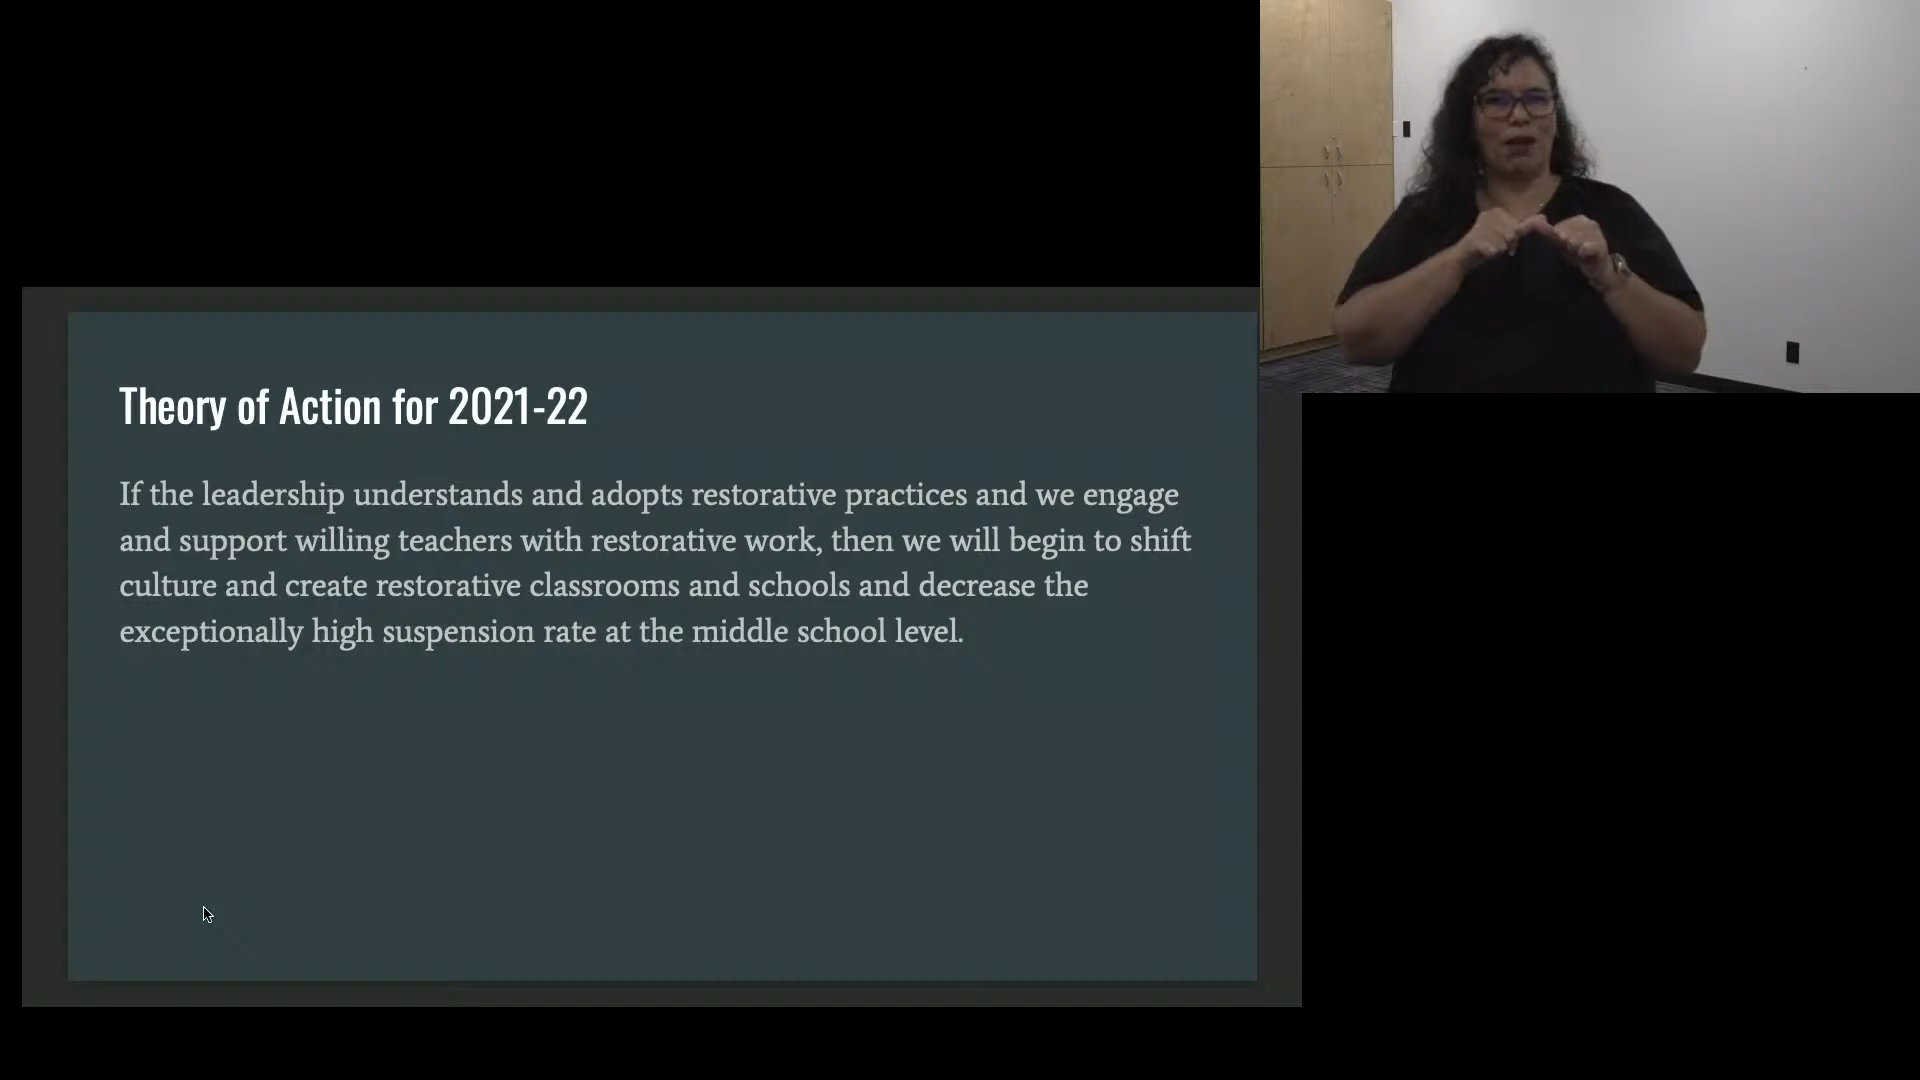 Theory of Action for 2021-22
If the leadership understands and adopts restorative practices and we engage
and support willing teachers with restorative work, then we will begin to shift
culture and create restorative classrooms and schools and decrease the
exceptionally high suspension rate at the middle school level.